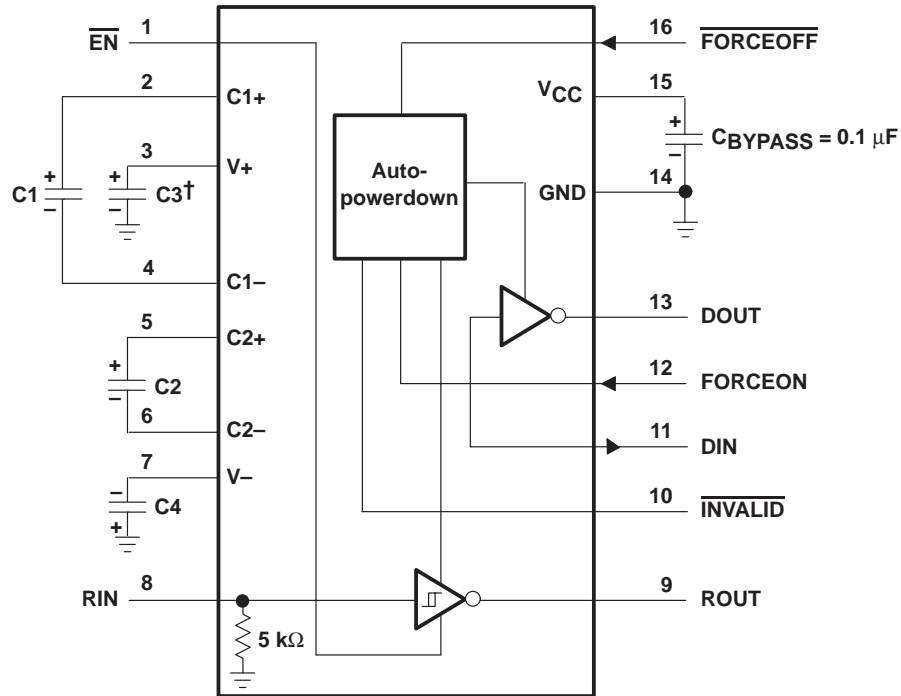 EN
1
16
FORCEOFF
2
C1+
VCC
15
+
CBYPASS = 0.1 μF
–
3
V+
+
C1
–
+
C3†
–
Auto-
powerdown
GND
14
4
C1–
5
C2+
13
DOUT
+
C2
–
12
FORCEON
6
C2–
11
DIN
7
V–
–
C4
+
10
INVALID
8
RIN
9
ROUT
5 kΩ